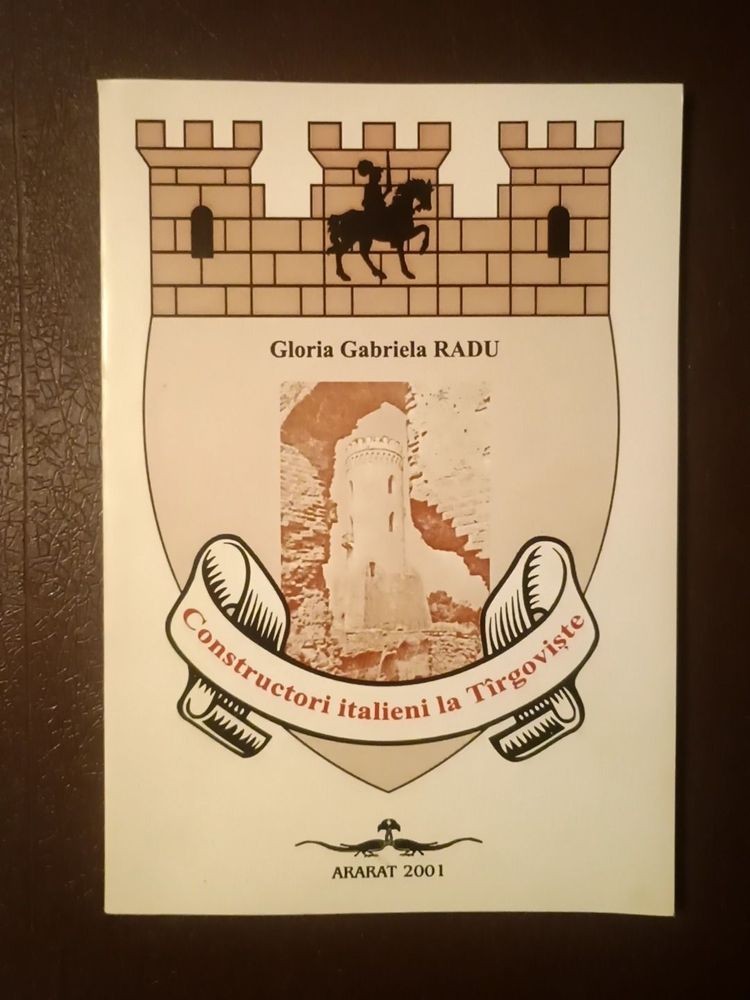 Gloria Gabriela RADU
Constructori italieni la Tîrgoviște
ARARAT 2001